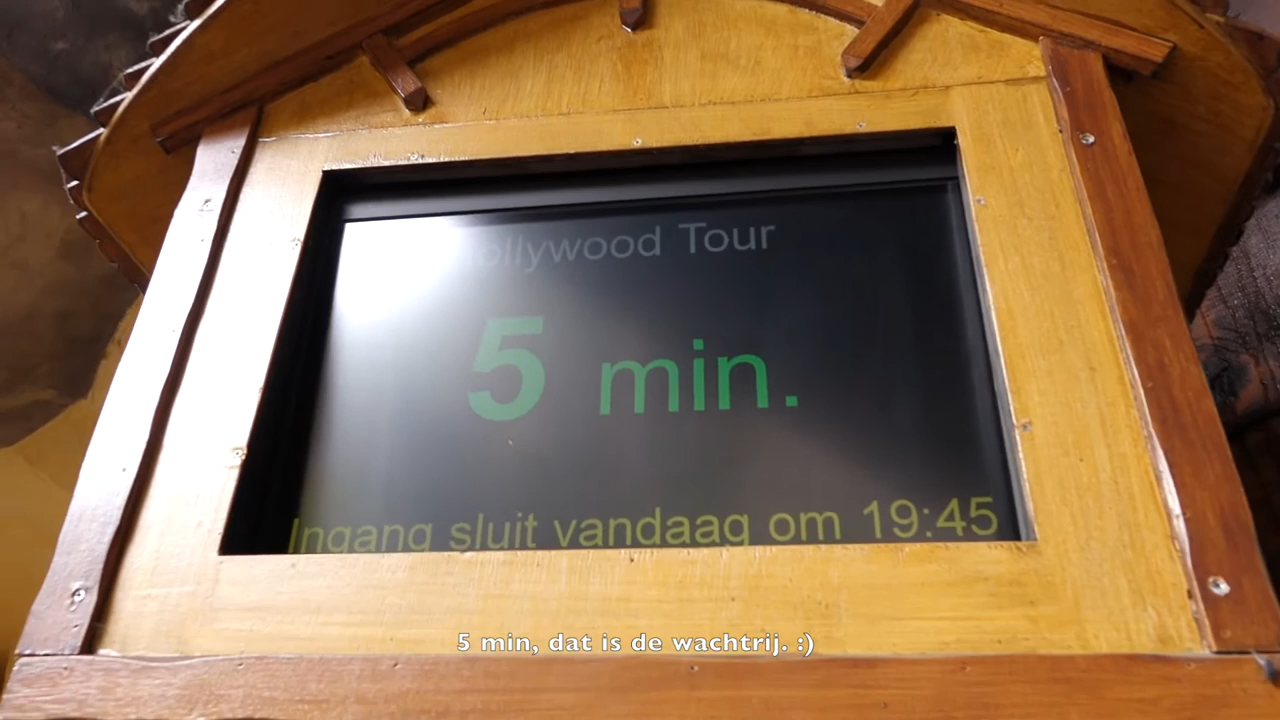 ollywood Tour
5 min.
Ingang sluit vandaag om 19:45
5 min, dat is de wachtrij. :)